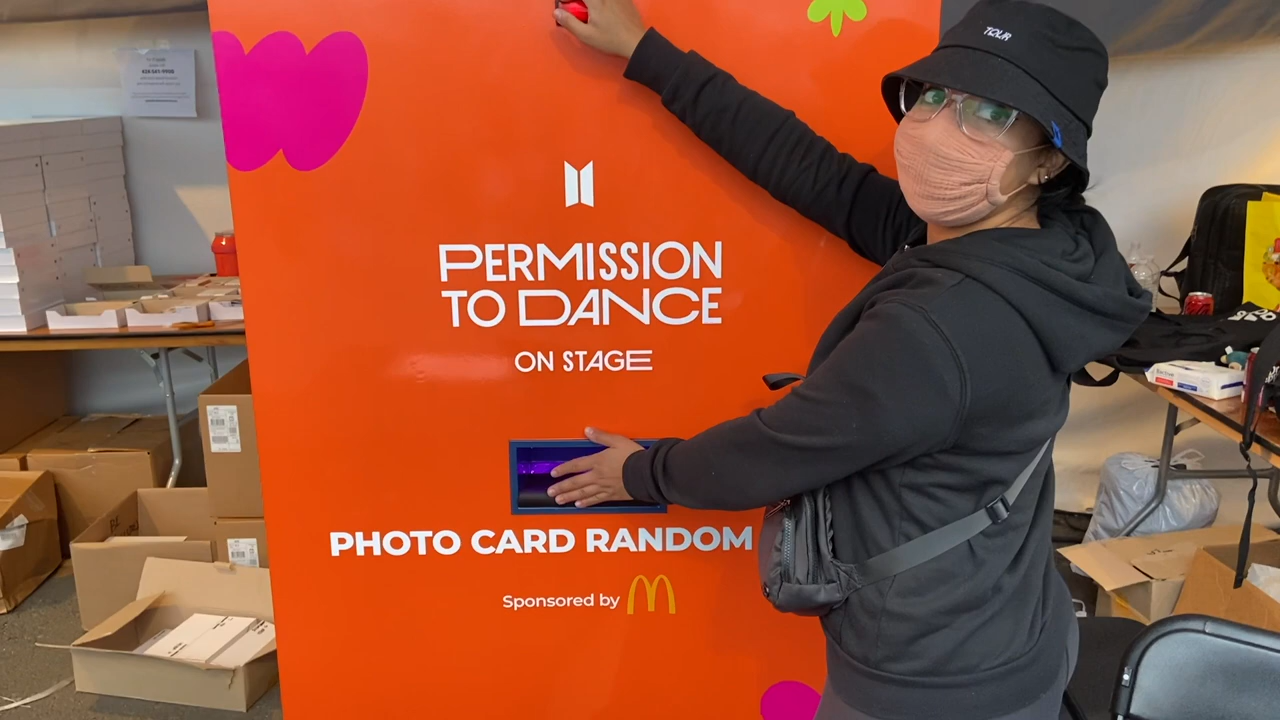 TOUR
PERMISSION
TO DANCE
ON STAGE
PHOTO CARD RANDOM
Sponsored by